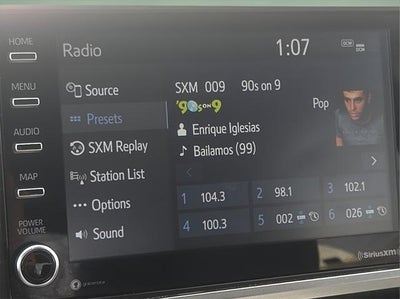 HOME
MENU
AUDIO
MAP
POWER
VOLUME
Radio
1:07
Source
Presets
SXM Replay
Station List
Options
Sound
SXM 009 90s on 9
'90s ON 9
Pop
Enrique Iglesias
Bailamos (99)
1 104.3
2 98.1
3 102.1
4 100.3
5 002
6 026
gracenote
SiriusXM